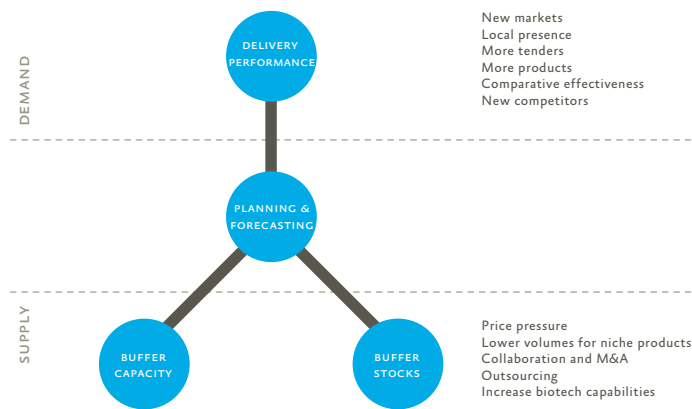 DEMAND
DELIVERY
PERFORMANCE
New markets
Local presence
More tenders
More products
Comparative effectiveness
New competitors
PLANNING &
FORECASTING
SUPPLY
BUFFER
CAPACITY
BUFFER
STOCKS
Price pressure
Lower volumes for niche products
Collaboration and M&A
Outsourcing
Increase biotech capabilities